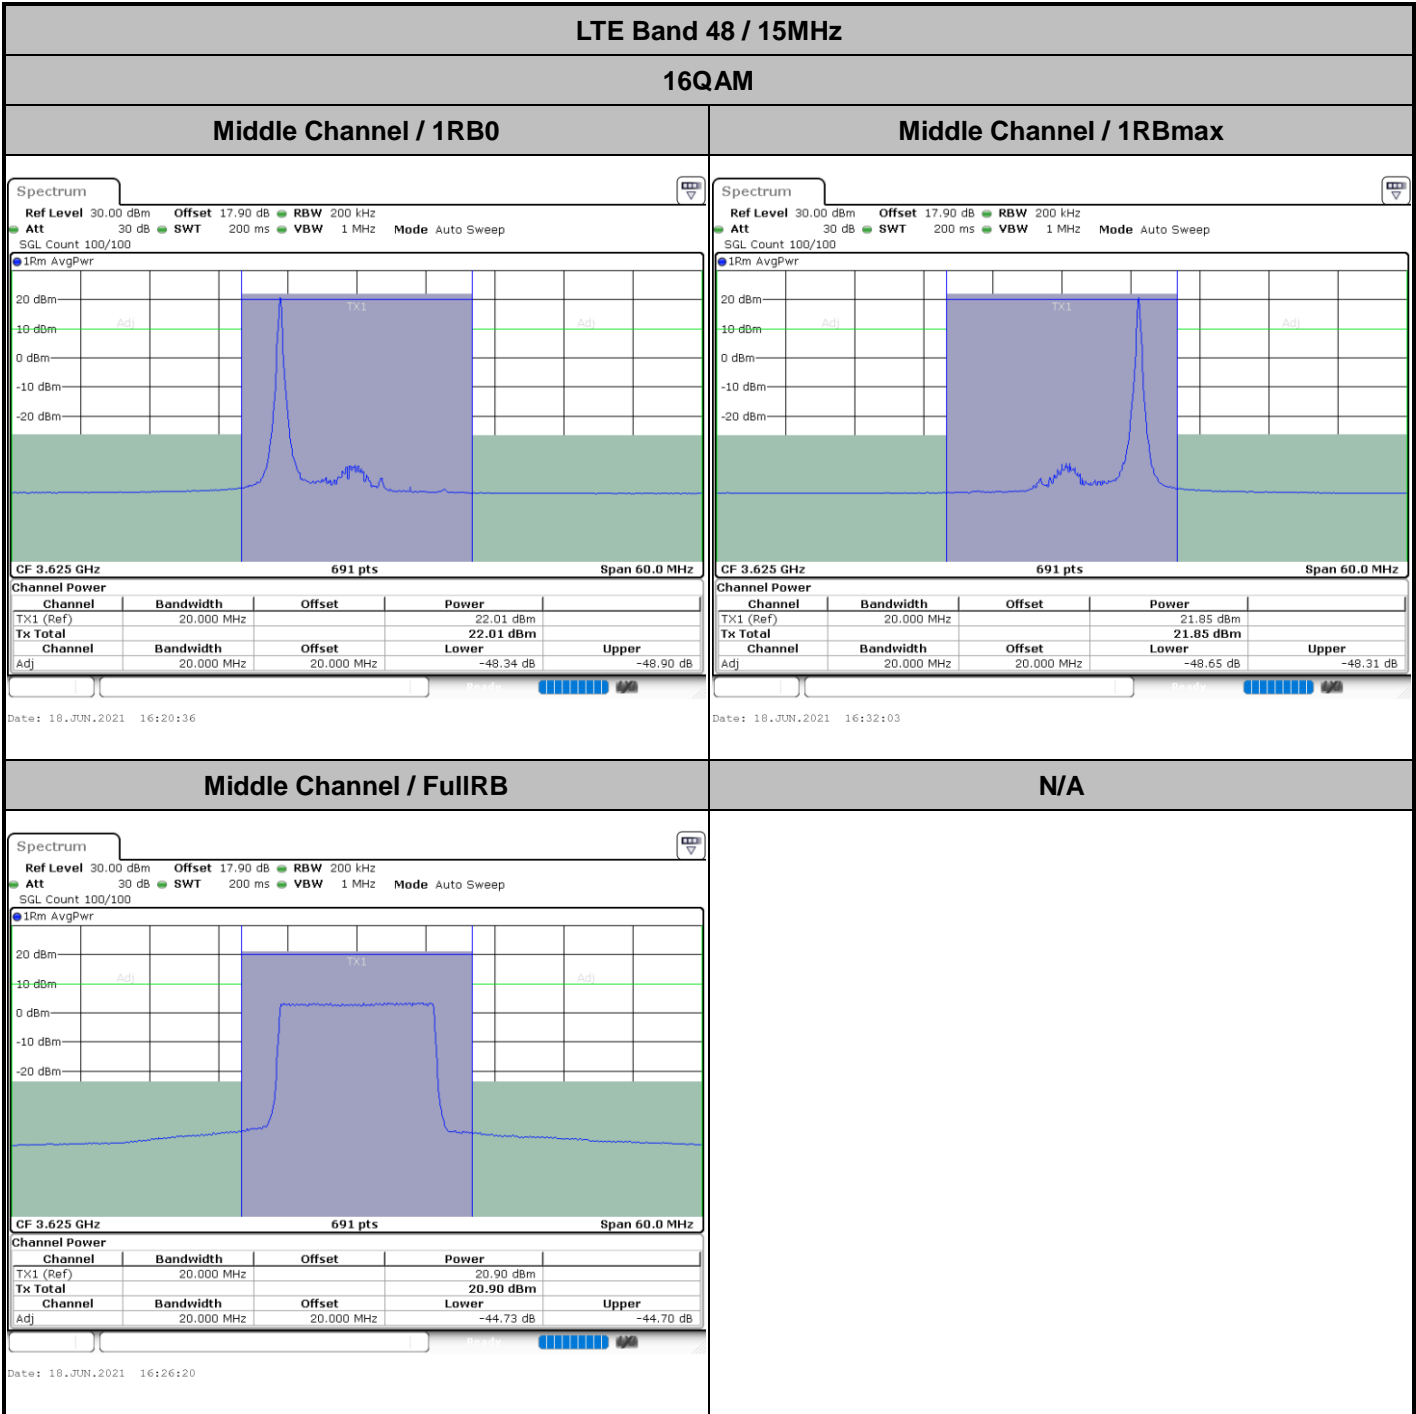 LTE Band 48 / 15MHz
16QAM
Middle Channel / 1RB0
Middle Channel / 1RBmax
Spectrum
Ref Level 30.00 dBm Offset 17.90 dB RBW 200 kHz
Att 30 dB SWT 200 ms VBW 1 MHz Mode Auto Sweep
SGL Count 100/100
1Rm AvgPwr
TX1
Adj
Adj
20 dBm
10 dBm
0 dBm
-10 dBm
-20 dBm
CF 3.625 GHz 691 pts Span 60.0 MHz
Channel Power
Channel Bandwidth Offset Power
TX1 (Ref) 20.000 MHz 22.01 dBm
Tx Total 22.01 dBm
Channel Bandwidth Offset Lower Upper
Adj 20.000 MHz 20.000 MHz -48.34 dB -48.90 dB
Ready
Date: 18.JUN.2021 16:20:36
Spectrum
Ref Level 30.00 dBm Offset 17.90 dB RBW 200 kHz
Att 30 dB SWT 200 ms VBW 1 MHz Mode Auto Sweep
SGL Count 100/100
1Rm AvgPwr
TX1
Adj
Adj
20 dBm
10 dBm
0 dBm
-10 dBm
-20 dBm
CF 3.625 GHz 691 pts Span 60.0 MHz
Channel Power
Channel Bandwidth Offset Power
TX1 (Ref) 20.000 MHz 21.85 dBm
Tx Total 21.85 dBm
Channel Bandwidth Offset Lower Upper
Adj 20.000 MHz 20.000 MHz -48.65 dB -48.31 dB
Ready
Date: 18.JUN.2021 16:32:03
Middle Channel / FullRB
N/A
Spectrum
Ref Level 30.00 dBm Offset 17.90 dB RBW 200 kHz
Att 30 dB SWT 200 ms VBW 1 MHz Mode Auto Sweep
SGL Count 100/100
1Rm AvgPwr
TX1
Adj
Adj
20 dBm
10 dBm
0 dBm
-10 dBm
-20 dBm
CF 3.625 GHz 691 pts Span 60.0 MHz
Channel Power
Channel Bandwidth Offset Power
TX1 (Ref) 20.000 MHz 20.90 dBm
Tx Total 20.90 dBm
Channel Bandwidth Offset Lower Upper
Adj 20.000 MHz 20.000 MHz -44.73 dB -44.70 dB
Ready
Date: 18.JUN.2021 16:26:20